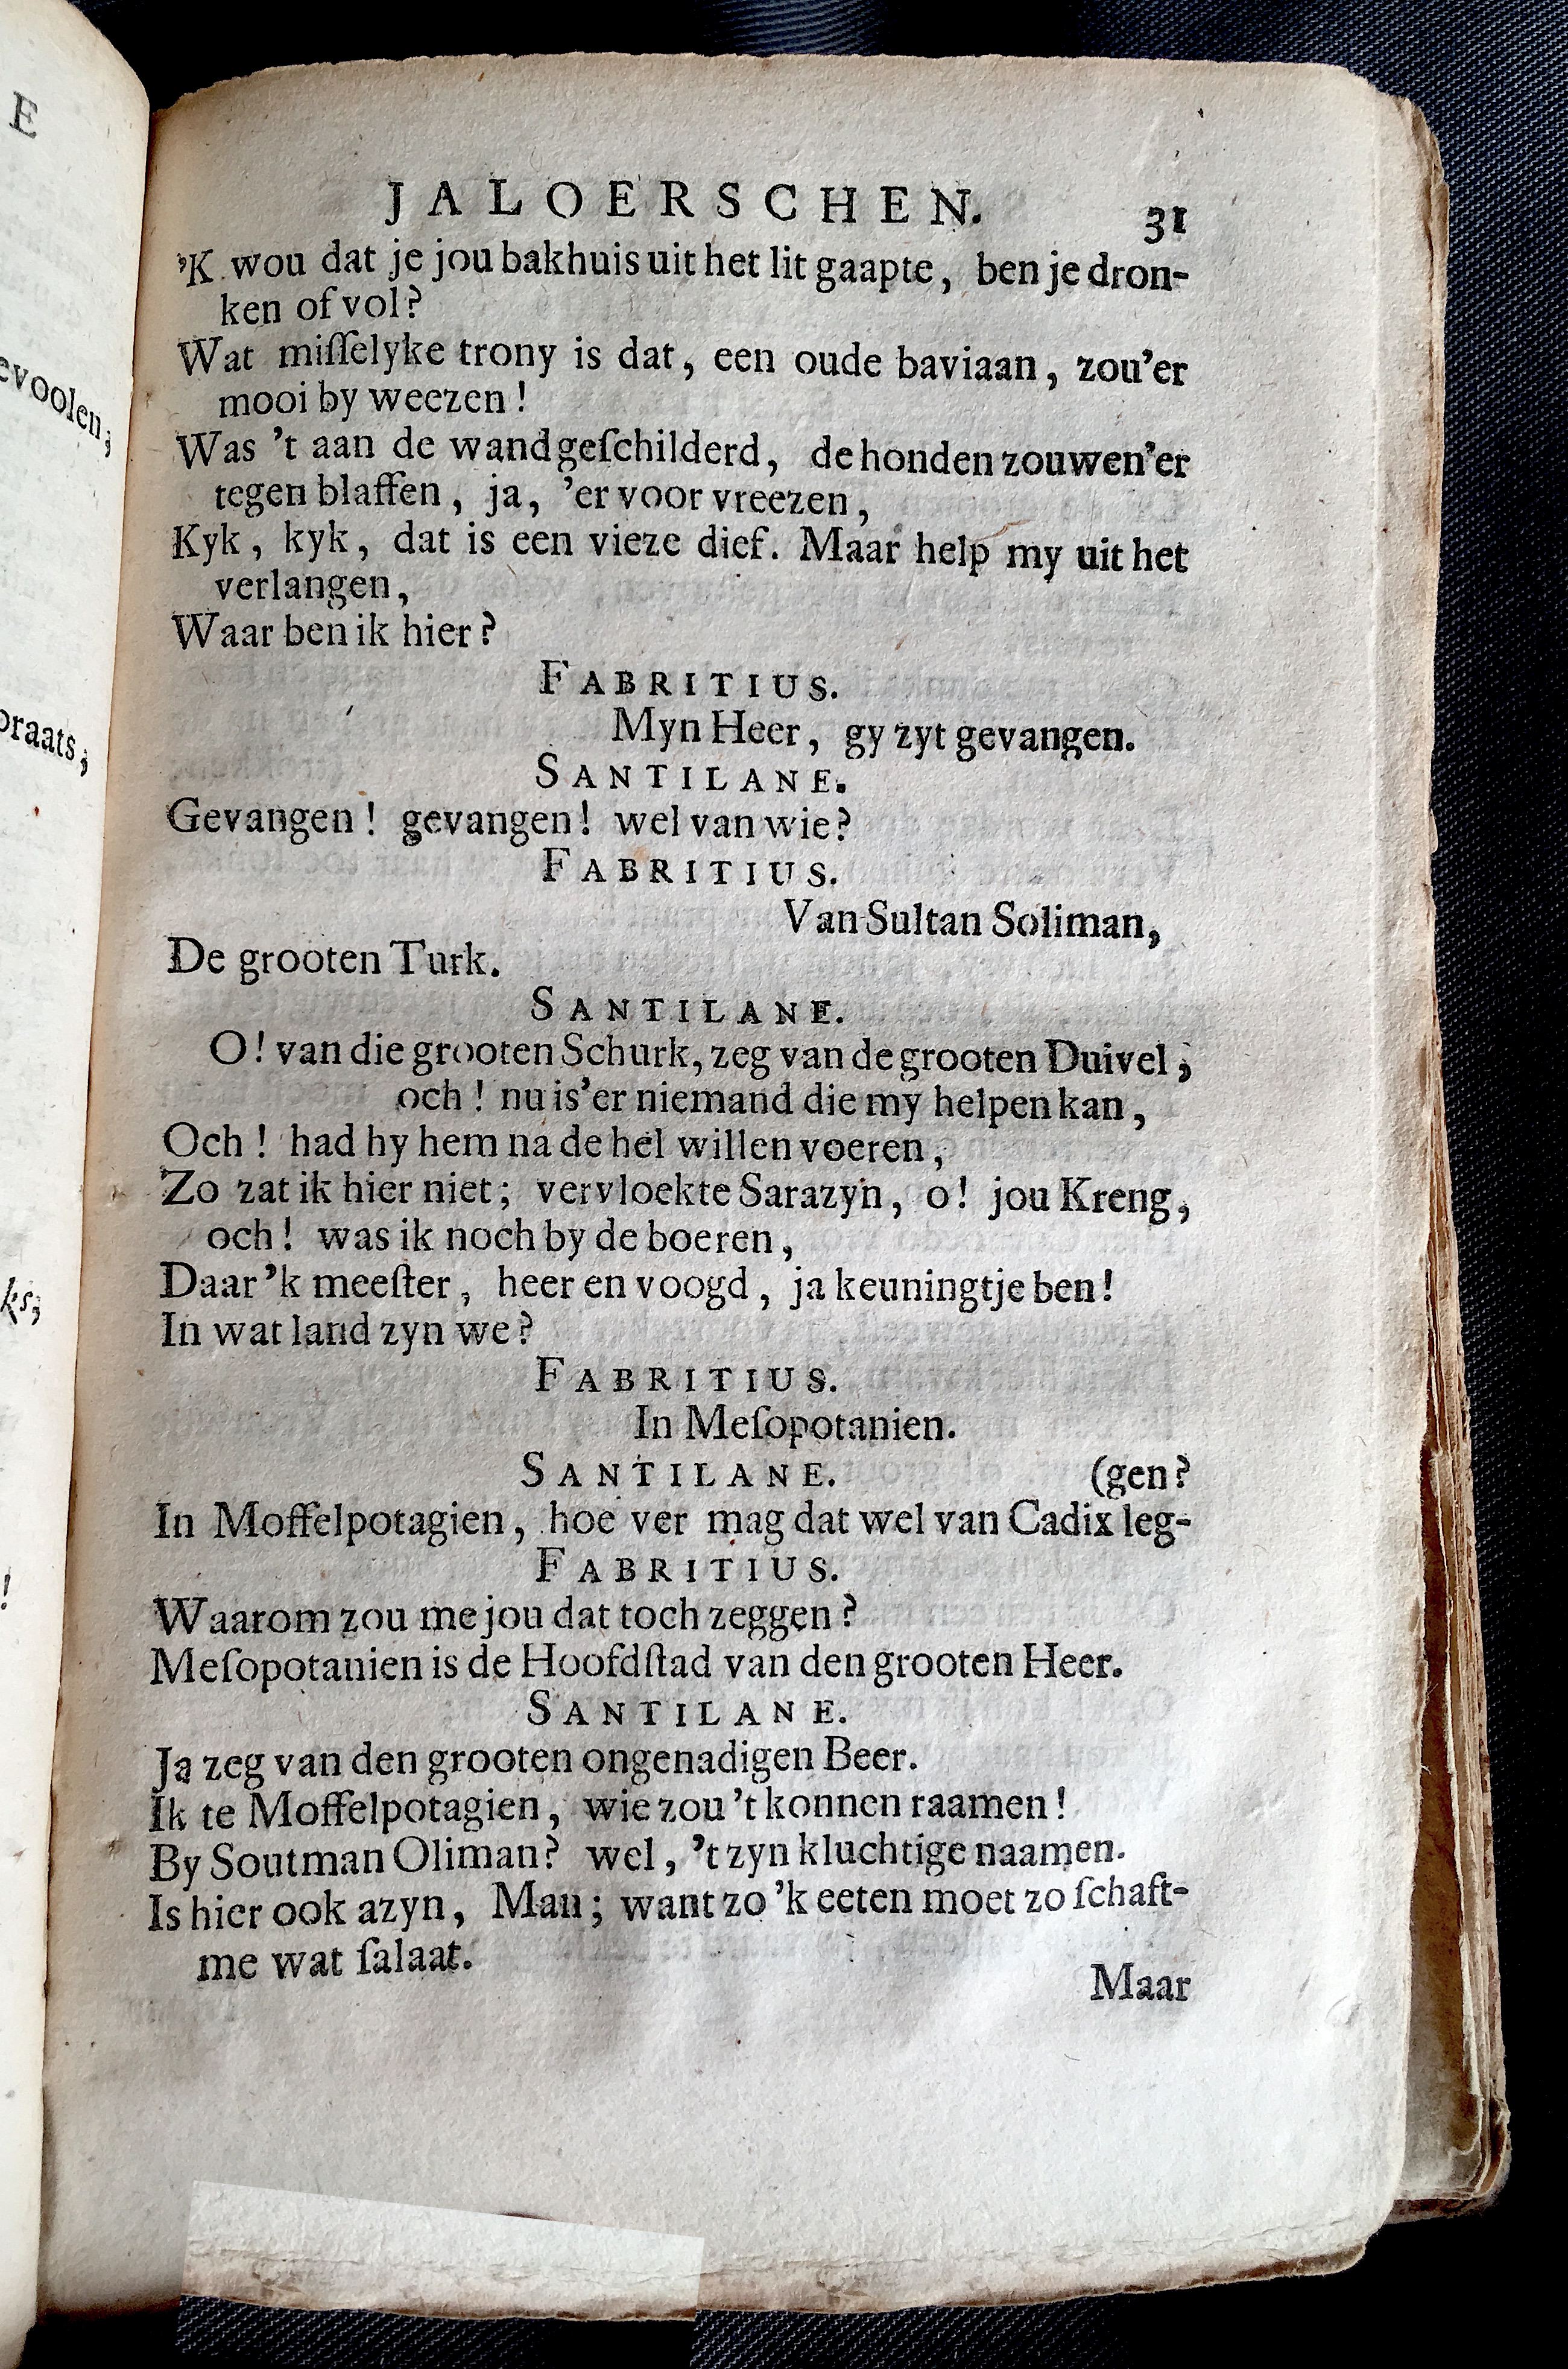 JALOERSCHEN. 31
'K wou dat je jou bakhuis uit het lit gaapte, ben je dron-
ken of vol?
Wat miſſelyke trony is dat, een oude baviaan, zou'er
mooi by weezen!
Was 't aan de wand geſchilderd, de honden zouwen'er
tegen blaffen, ja, 'er voor vreezen,
Kyk, kyk, dat is een vieze dief. Maar help my uit het
verlangen,
Waar ben ik hier?
FABRITIUS.
Myn Heer, gy zyt gevangen.
SANTILANE.
Gevangen! gevangen! wel van wie?
FABRITIUS.
Van Sultan Soliman,
De grooten Turk.
SANTILANE.
O! van die grooten Schurk, zeg van de grooten Duivel;
och! nu is'er niemand die my helpen kan,
Och! had hy hem na de hel willen voeren,
Zo zat ik hier niet; vervloekte Sarazyn, o! jou Kreng,
och! was ik noch by de boeren,
Daar 'k meeſter, heer en voogd, ja keuningtje ben!
In wat land zyn we?
FABRITIUS.
In Meſopotanien.
SANTILANE. (gen?
In Moffelpotagien, hoe ver mag dat wel van Cadix leg-
FABRITIUS.
Waarom zou me jou dat toch zeggen?
Meſopotanien is de Hoofdſtad van den grooten Heer.
SANTILANE.
Ja zeg van den grooten ongenadigen Beer.
Ik te Moffelpotagien, wie zou 't konnen raamen!
By Soutman Oliman? wel, 't zyn kluchtige naamen.
Is hier ook azyn, Man; want zo 'k eeten moet zo ſchaft-
me wat ſalaat.
Maar
E
evoolen;
praats;
ks;
!